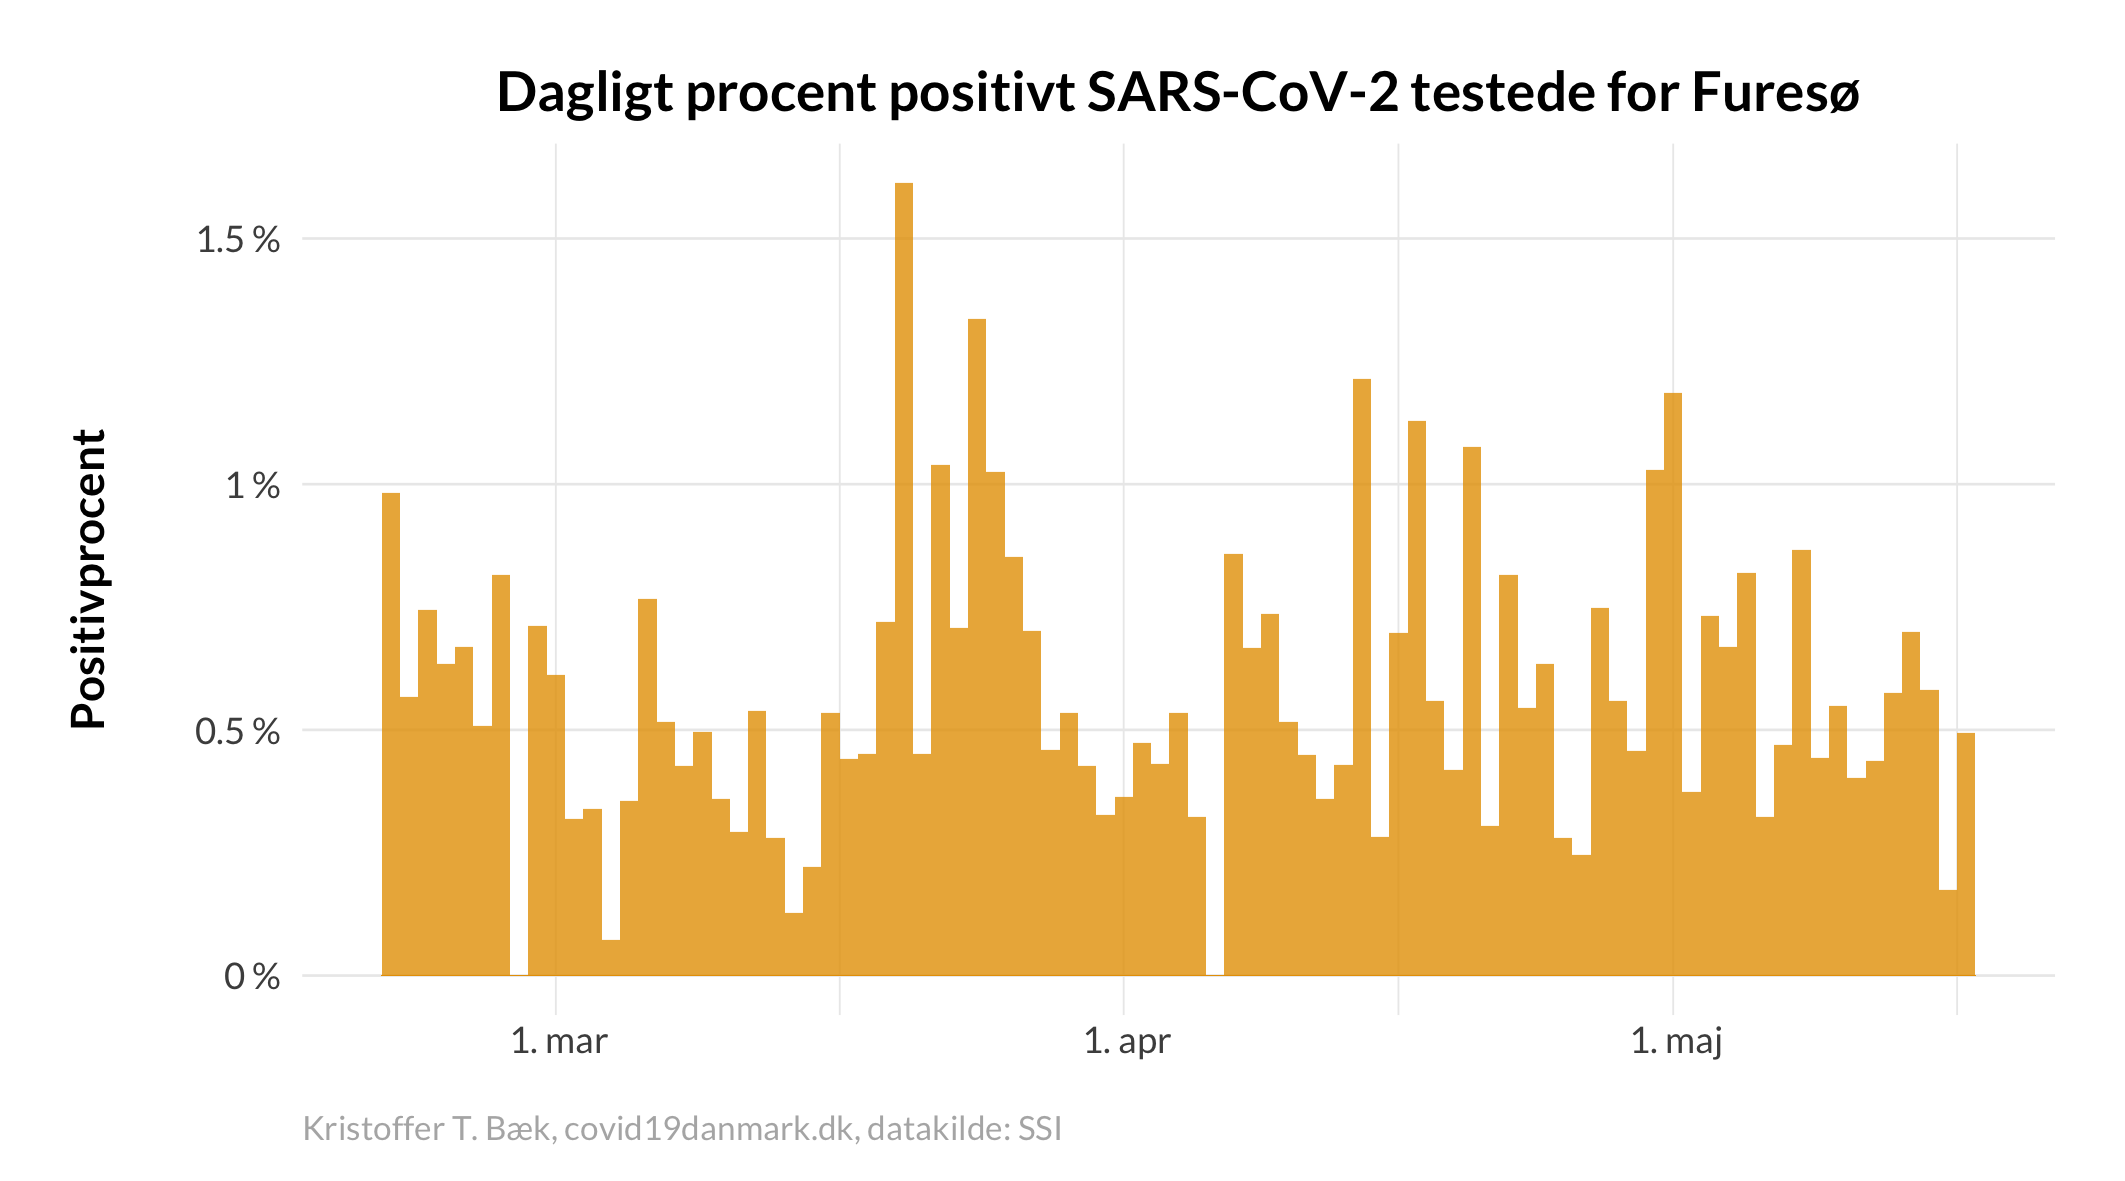 Dagligt procent positivt SARS-CoV-2 testede for Furesø
Positivprocent
1.5 %
1 %
0.5 %
0 %
1. mar
1. apr
1. maj
Kristoffer T. Bæk, covid19danmark.dk, datakilde: SSI